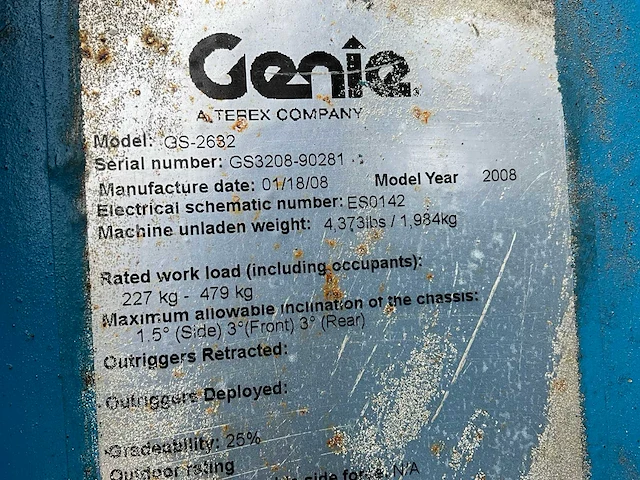 Genie
A TEREX COMPANY
Model: GS-2632
Serial number: GS3208-90281
Manufacture date: 01/18/08 Model Year 2008
Electrical schematic number: ES0142
Machine unladen weight: 4,373lbs / 1,984kg
Rated work load (including occupants):
227 kg - 479 kg
Maximum allowable inclination of the chassis:
1.5° (Side) 3°(Front) 3° (Rear)
Outriggers Retracted:
Outriggers Deployed:
Gradeability: 25%
Outdoor rating
side for N/A